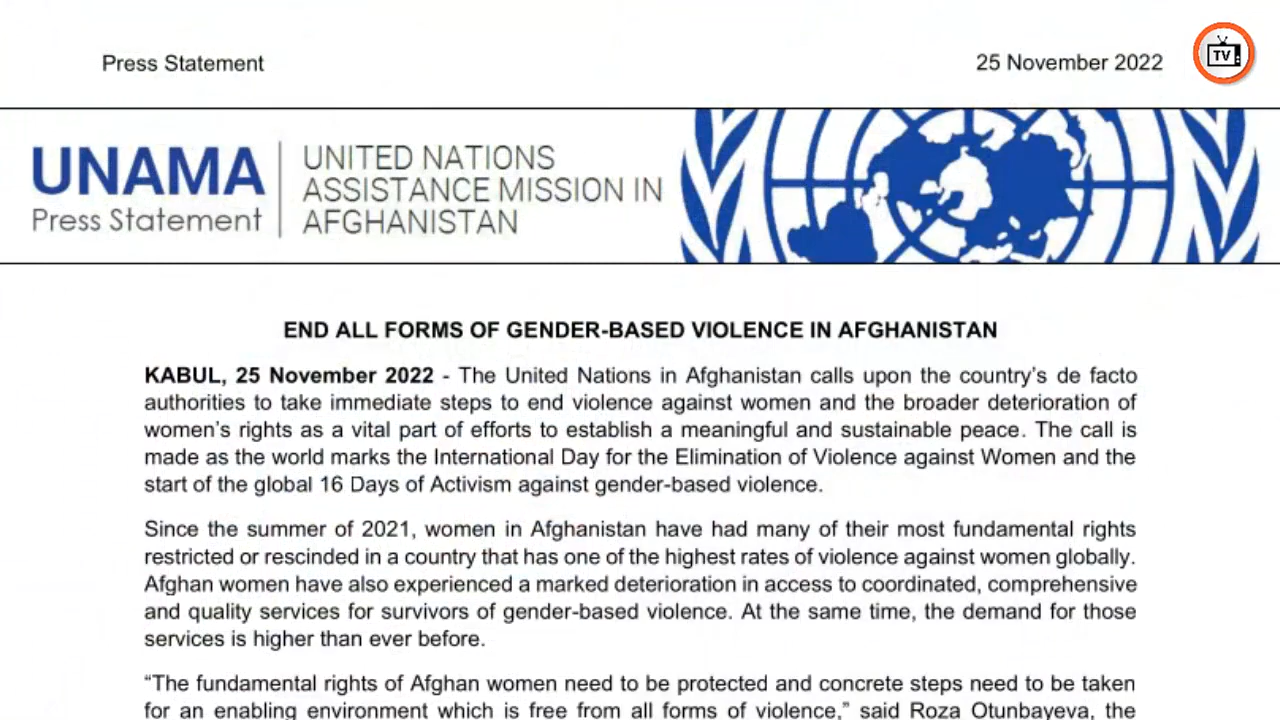 Press Statement
25 November 2022
TV
UNAMA
Press Statement
UNITED NATIONS
ASSISTANCE MISSION IN
AFGHANISTAN
END ALL FORMS OF GENDER-BASED VIOLENCE IN AFGHANISTAN
KABUL, 25 November 2022 - The United Nations in Afghanistan calls upon the country’s de facto
authorities to take immediate steps to end violence against women and the broader deterioration of
women’s rights as a vital part of efforts to establish a meaningful and sustainable peace. The call is
made as the world marks the International Day for the Elimination of Violence against Women and the
start of the global 16 Days of Activism against gender-based violence.
Since the summer of 2021, women in Afghanistan have had many of their most fundamental rights
restricted or rescinded in a country that has one of the highest rates of violence against women globally.
Afghan women have also experienced a marked deterioration in access to coordinated, comprehensive
and quality services for survivors of gender-based violence. At the same time, the demand for those
services is higher than ever before.
“The fundamental rights of Afghan women need to be protected and concrete steps need to be taken
for an enabling environment which is free from all forms of violence,” said Roza Otunbayeva, the